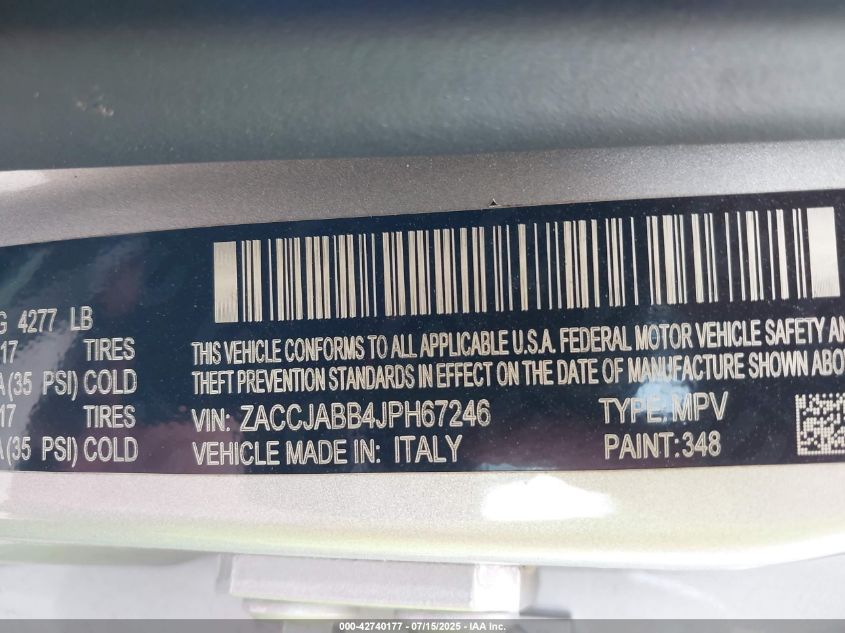 G 4277 LB
17 TIRES
A (35 PSI) COLD
17 TIRES
A (35 PSI) COLD
THIS VEHICLE CONFORMS TO ALL APPLICABLE U.S.A. FEDERAL MOTOR VEHICLE SAFETY AN
THEFT PREVENTION STANDARDS IN EFFECT ON THE DATE OF MANUFACTURE SHOWN ABOV
VIN: ZACCJABB4JPH67246 TYPE: MPV
VEHICLE MADE IN: ITALY PAINT: 348
000-42740177 - 07/15/2025 - IAA Inc.